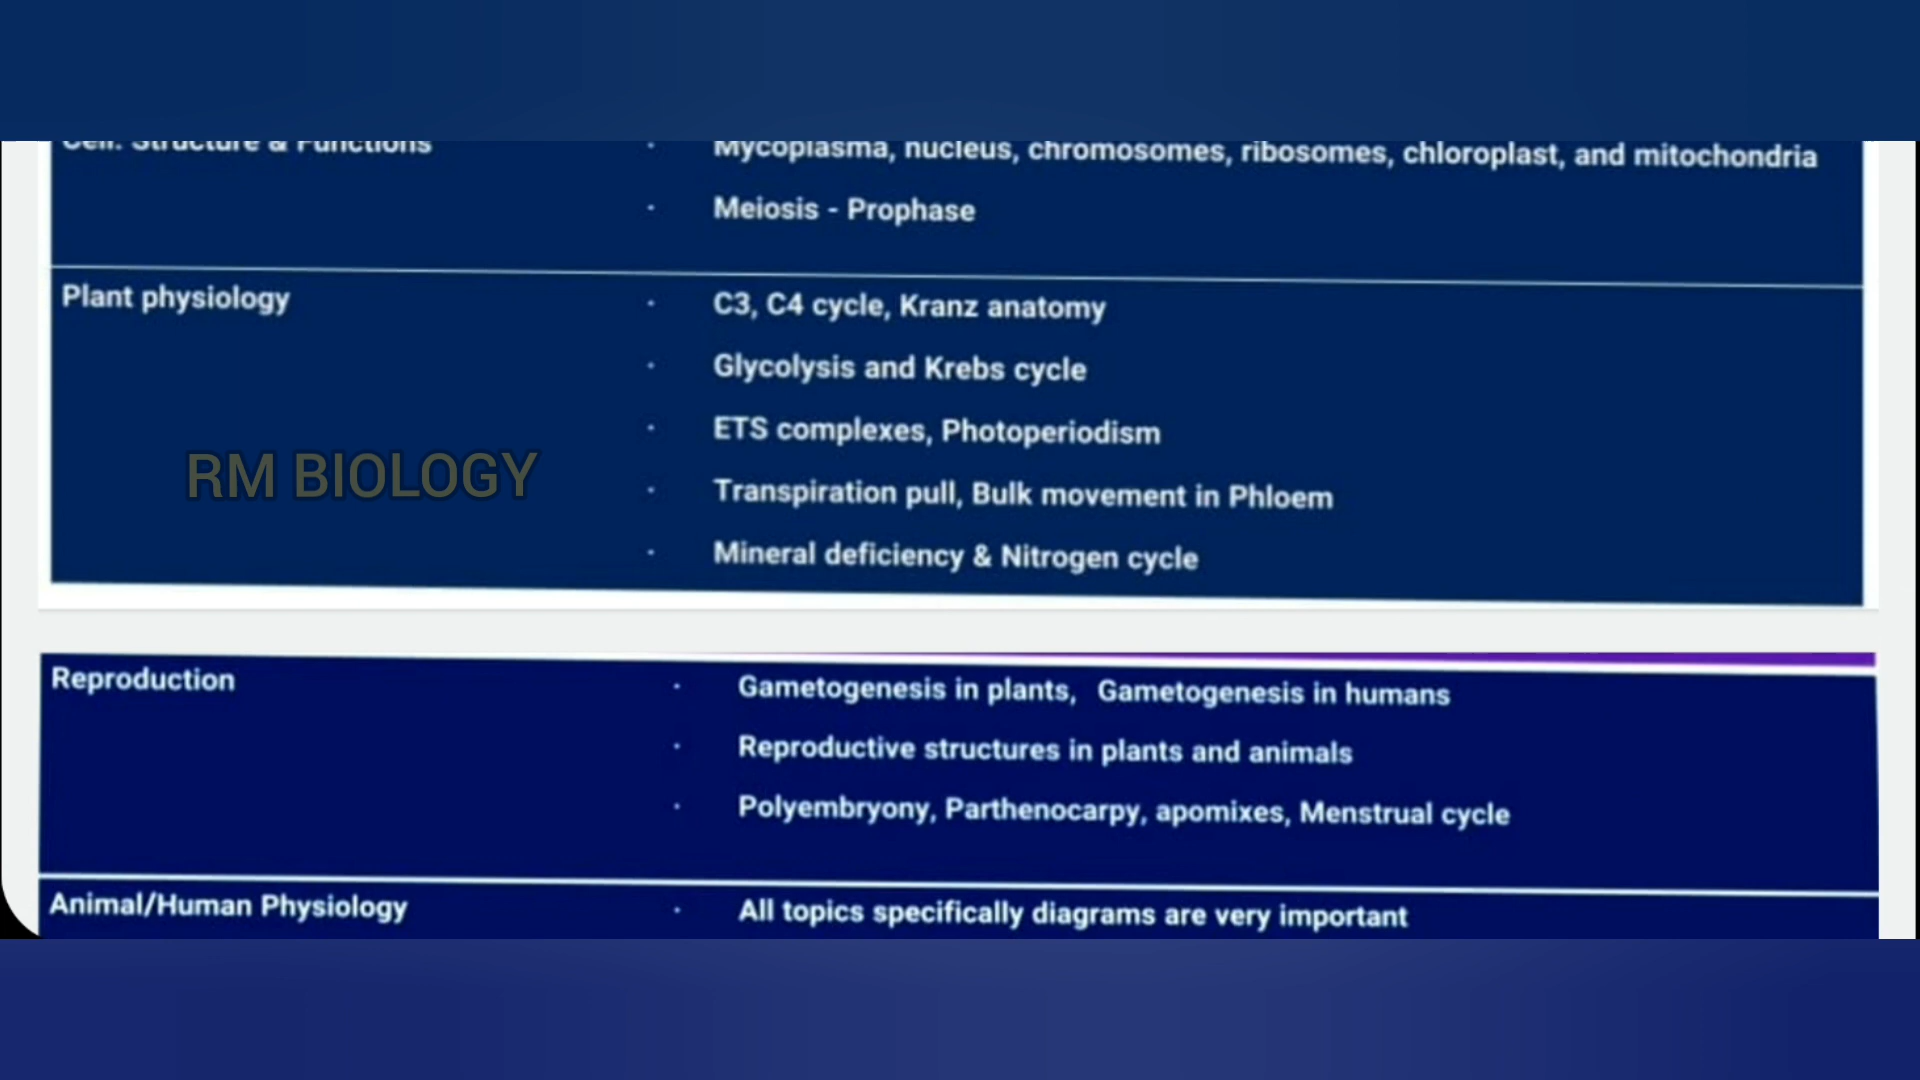 Cell: Structure & Functions
· Mycoplasma, nucleus, chromosomes, ribosomes, chloroplast, and mitochondria
· Meiosis - Prophase
Plant physiology
· C3, C4 cycle, Kranz anatomy
· Glycolysis and Krebs cycle
· ETS complexes, Photoperiodism
RM BIOLOGY
· Transpiration pull, Bulk movement in Phloem
· Mineral deficiency & Nitrogen cycle
Reproduction
· Gametogenesis in plants, Gametogenesis in humans
· Reproductive structures in plants and animals
· Polyembryony, Parthenocarpy, apomixes, Menstrual cycle
Animal/Human Physiology
· All topics specifically diagrams are very important